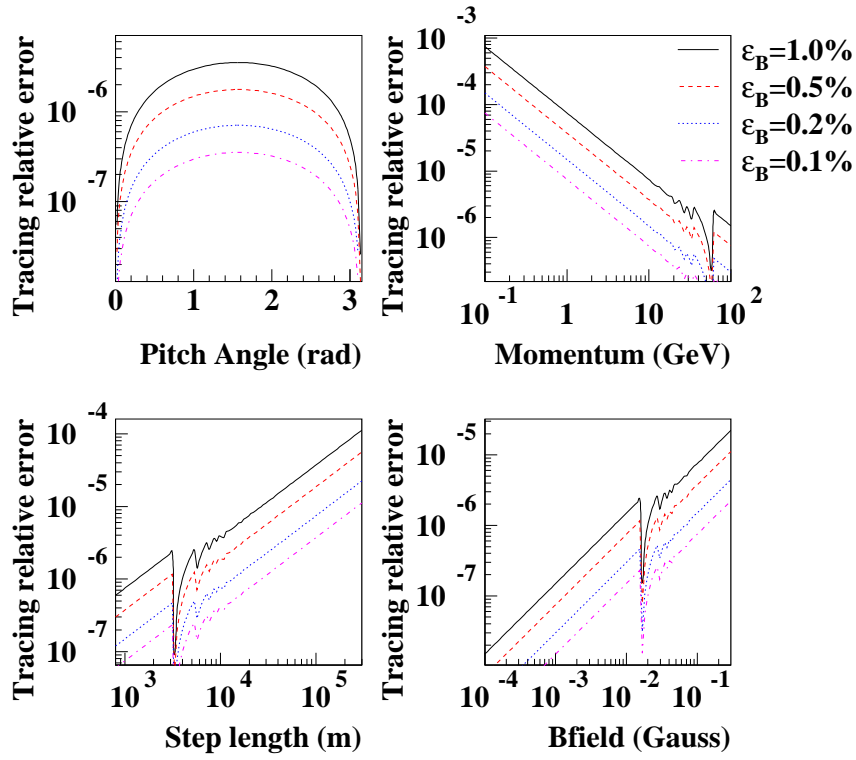 Tracing relative error
10 -6
10 -7
0 1 2 3
Pitch Angle (rad)
Tracing relative error
10 -3
10 -4
10 -5
10 -6
10 -1 1 10 10 2
Momentum (GeV)
ε_B=1.0%
ε_B=0.5%
ε_B=0.2%
ε_B=0.1%
Tracing relative error
10 -4
10 -5
10 -6
10 -7
10 3 10 4 10 5
Step length (m)
Tracing relative error
10 -5
10 -6
10 -7
10 -4 10 -3 10 -2 10 -1
Bfield (Gauss)